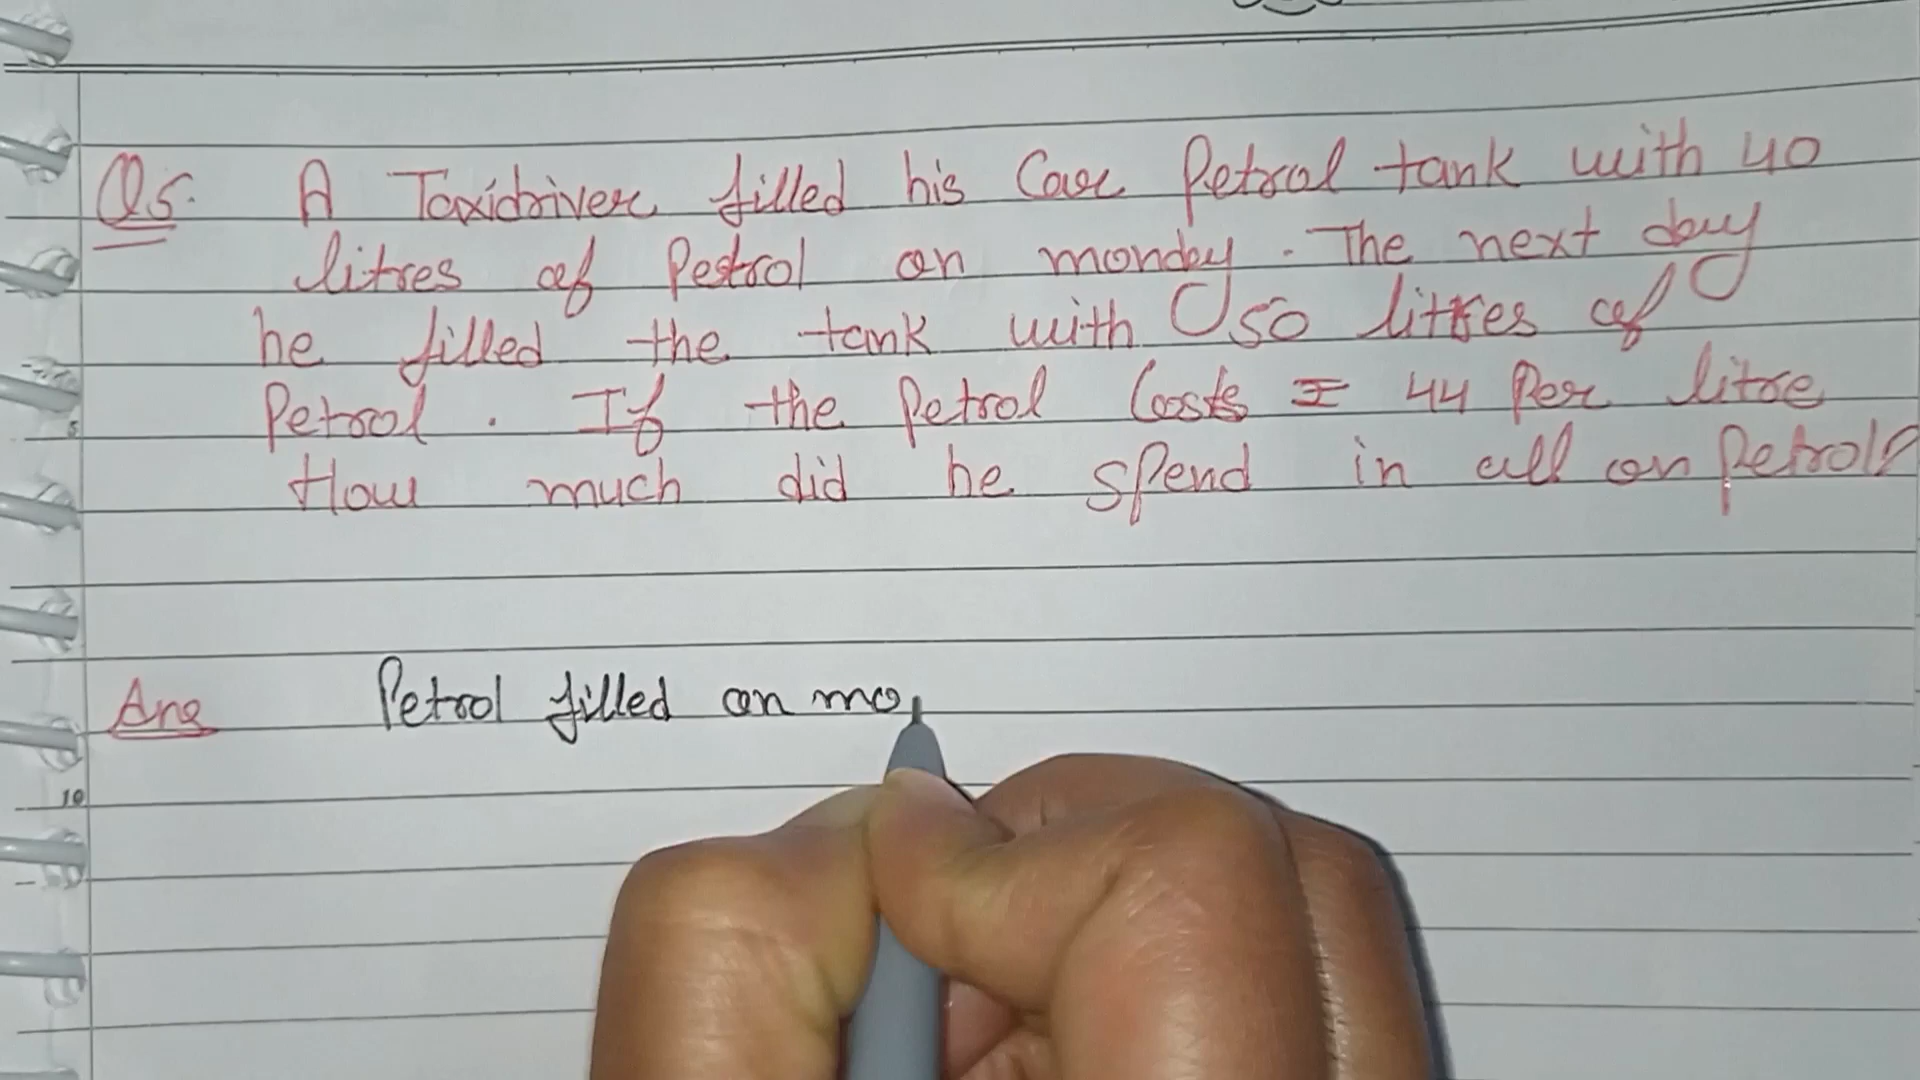 Q5. A Taxidriver filled his Car Petrol tank with 40
litres of Pestrol on monday. The next day
he filled the tank with 50 litres of
Petrol. If the Petrol Costs ₹ 44 Per litre
How much did he spend in all on Petrol?
Ans Petrol filled on mo
10